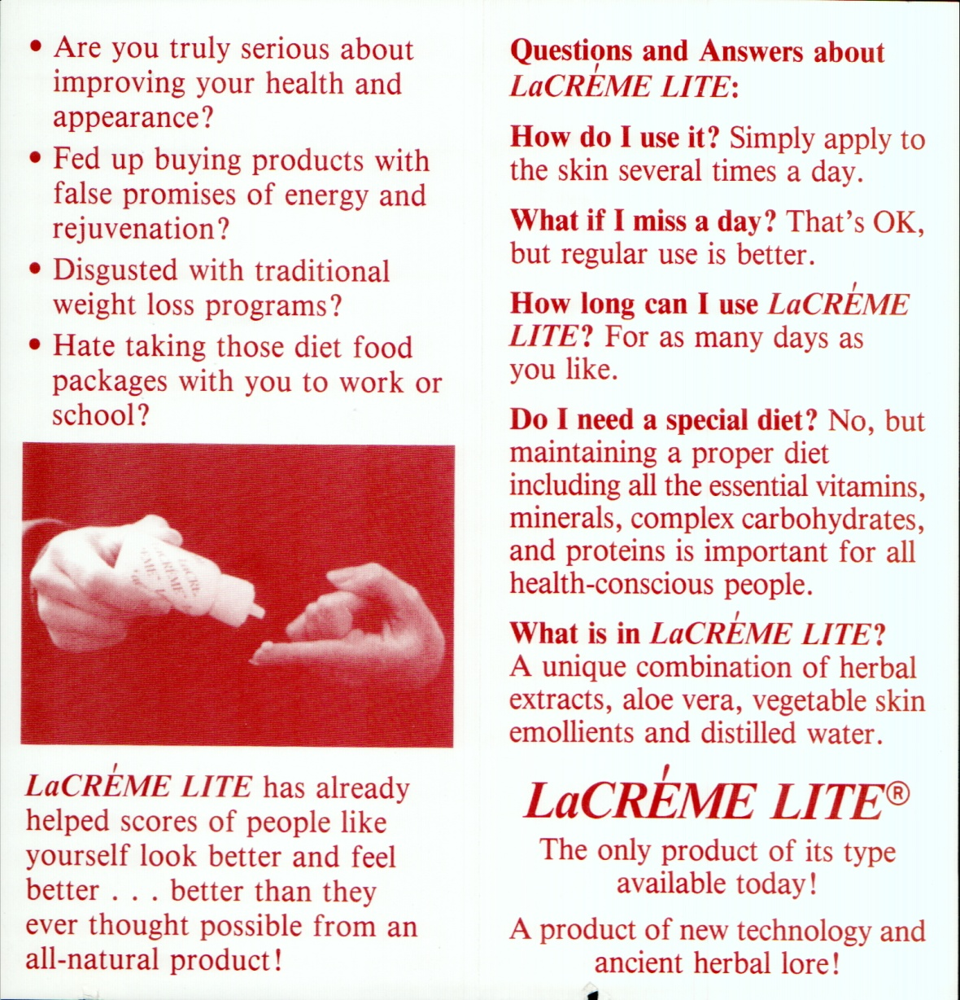 • Are you truly serious about
improving your health and
appearance?
• Fed up buying products with
false promises of energy and
rejuvenation?
• Disgusted with traditional
weight loss programs?
• Hate taking those diet food
packages with you to work or
school?
LaCRÉME LITE has already
helped scores of people like
yourself look better and feel
better . . . better than they
ever thought possible from an
all-natural product!
Questions and Answers about
LaCRÉME LITE:
How do I use it? Simply apply to
the skin several times a day.
What if I miss a day? That's OK,
but regular use is better.
How long can I use LaCRÉME
LITE? For as many days as
you like.
Do I need a special diet? No, but
maintaining a proper diet
including all the essential vitamins,
minerals, complex carbohydrates,
and proteins is important for all
health-conscious people.
What is in LaCRÉME LITE?
A unique combination of herbal
extracts, aloe vera, vegetable skin
emollients and distilled water.
LaCRÉME LITE®
The only product of its type
available today!
A product of new technology and
ancient herbal lore!